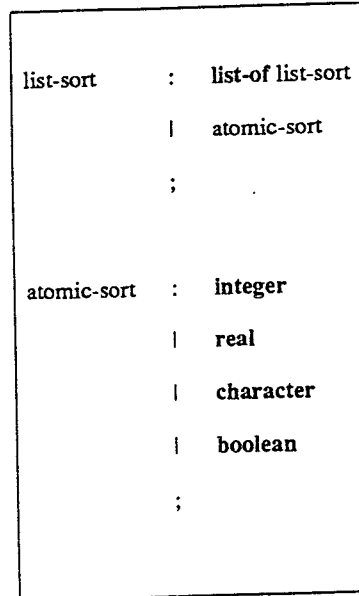 list-sort : list-of list-sort
| atomic-sort
;
atomic-sort : integer
| real
| character
| boolean
;